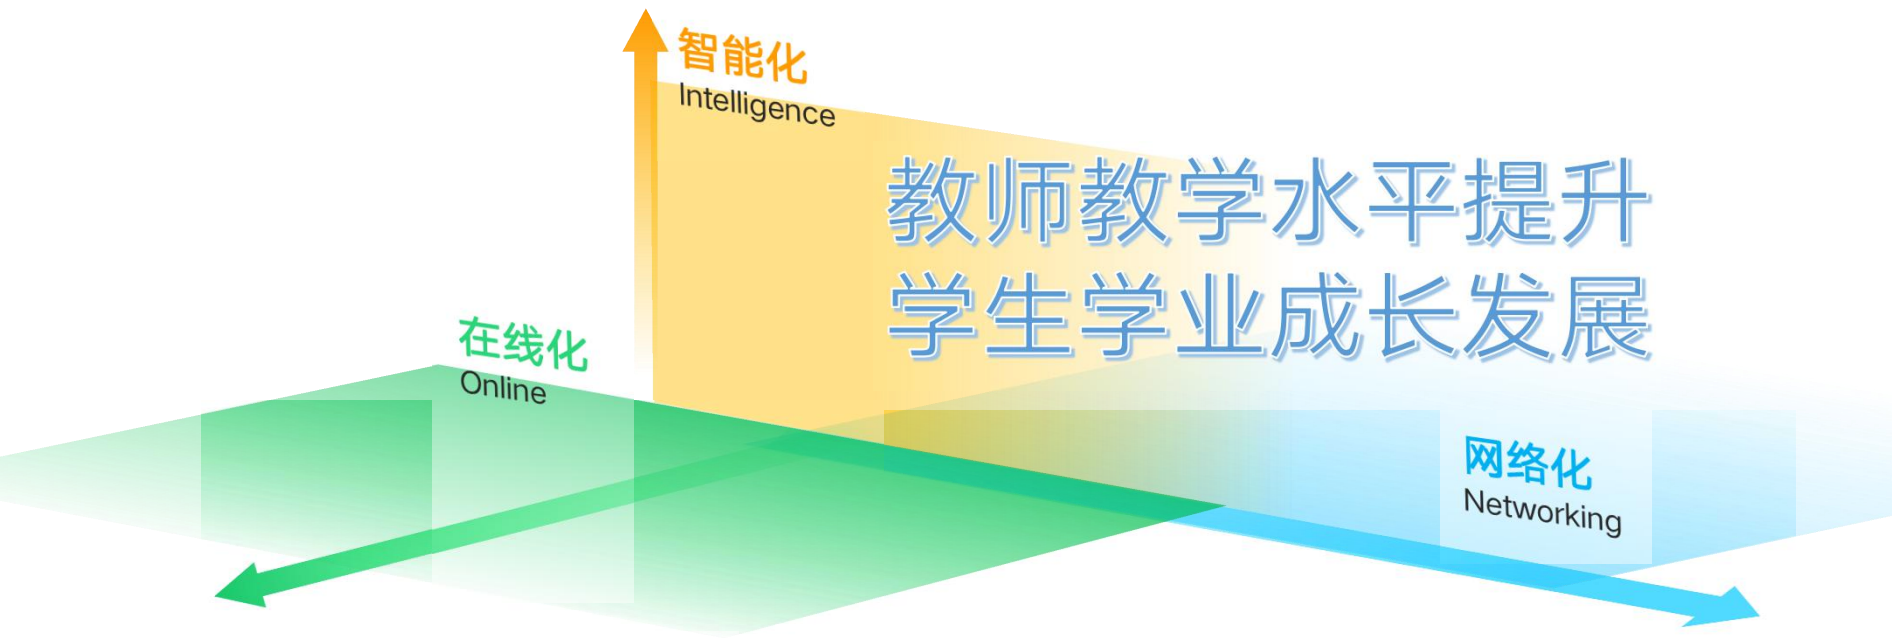 智能化
Intelligence
教师教学水平提升
学生学业成长发展
在线化
Online
网络化
Networking